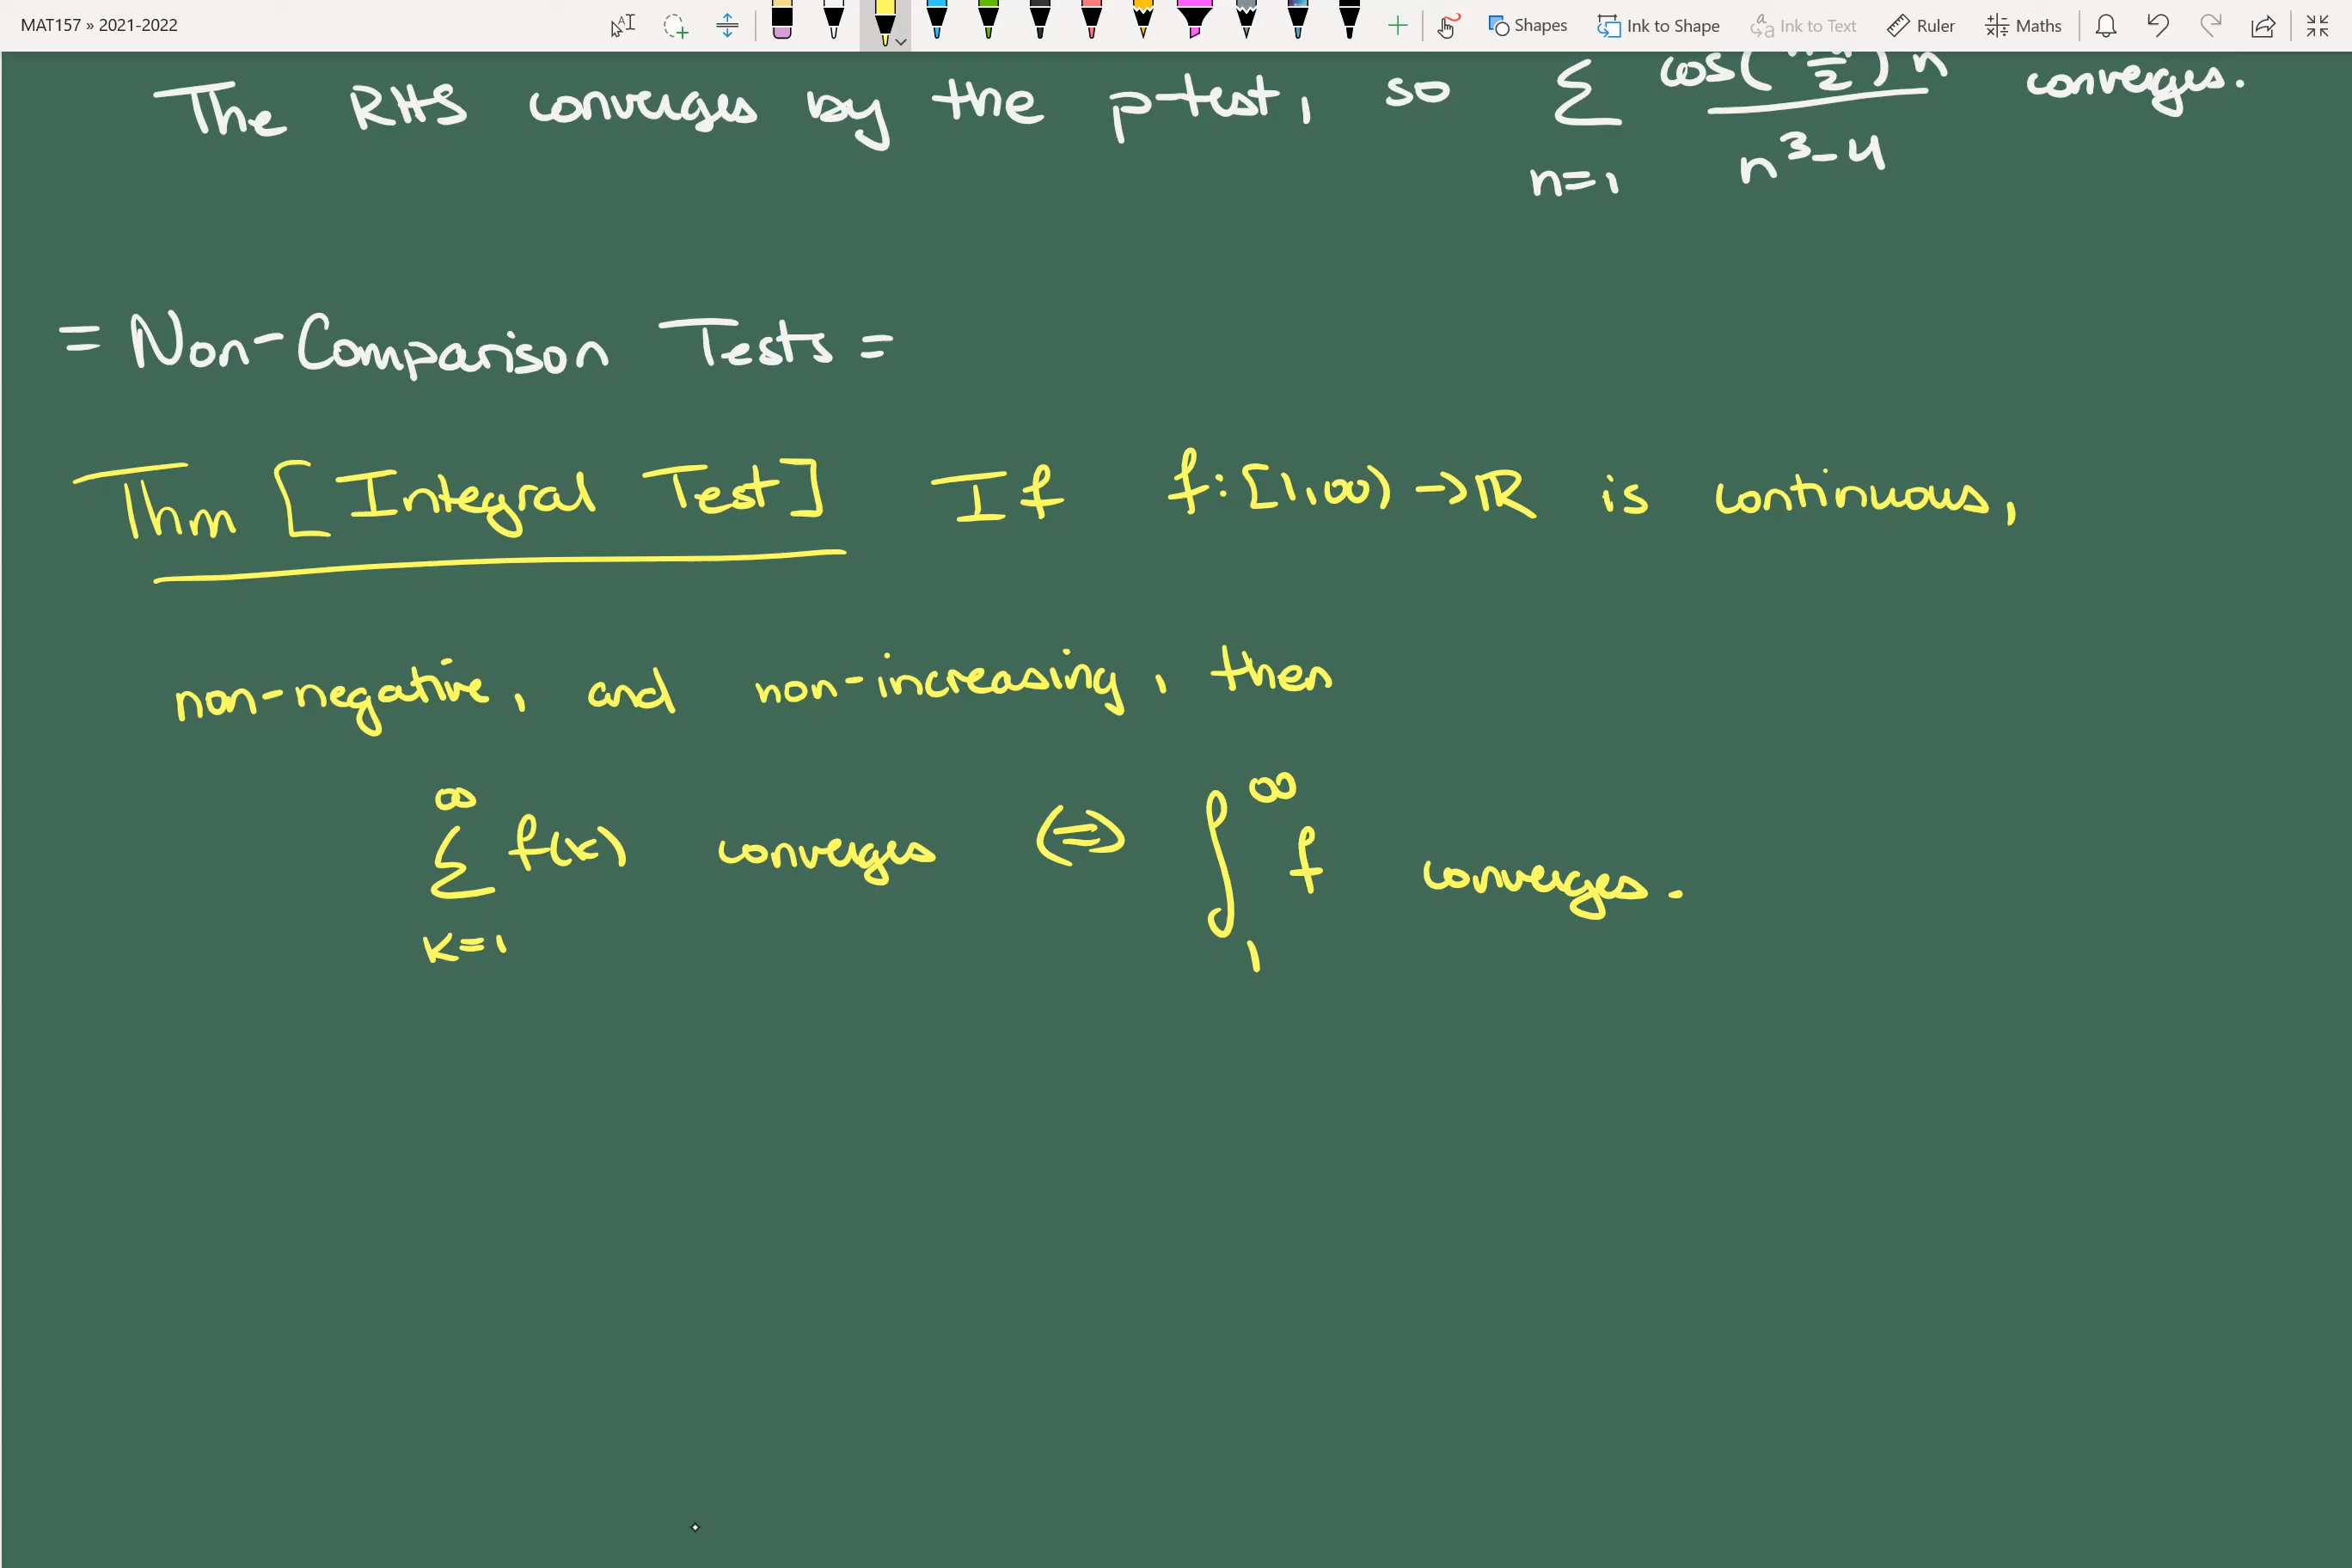 MAT157 » 2021-2022
Shapes Ink to Shape Ink to Text Ruler Maths
The RHS converges by the p-test, so ∑ n=1 cos( /2) n / n³-4 converges.
= Non-Comparison Tests =
Thm [Integral Test] If f: [1,∞) → ℝ is continuous,
non-negative, and non-increasing, then
∞ ∑ k=1 f(k) converges (⇒) ∫ 1 ∞ f converges.